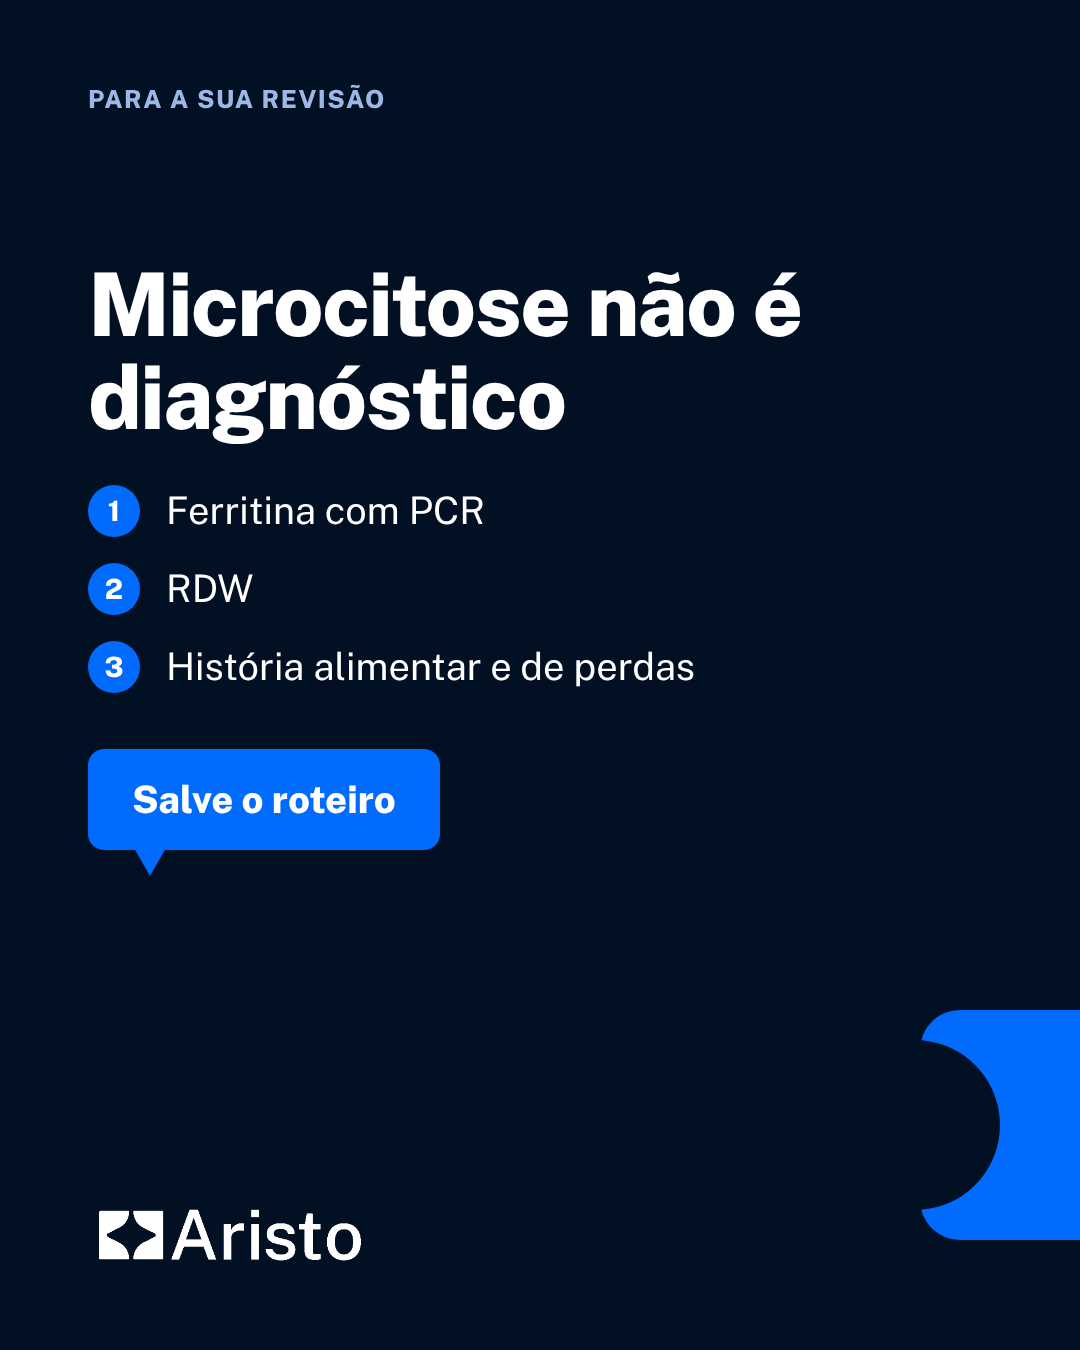 PARA A SUA REVISÃO
Microcitose não é
diagnóstico
1 Ferritina com PCR
2 RDW
3 História alimentar e de perdas
Salve o roteiro
Aristo